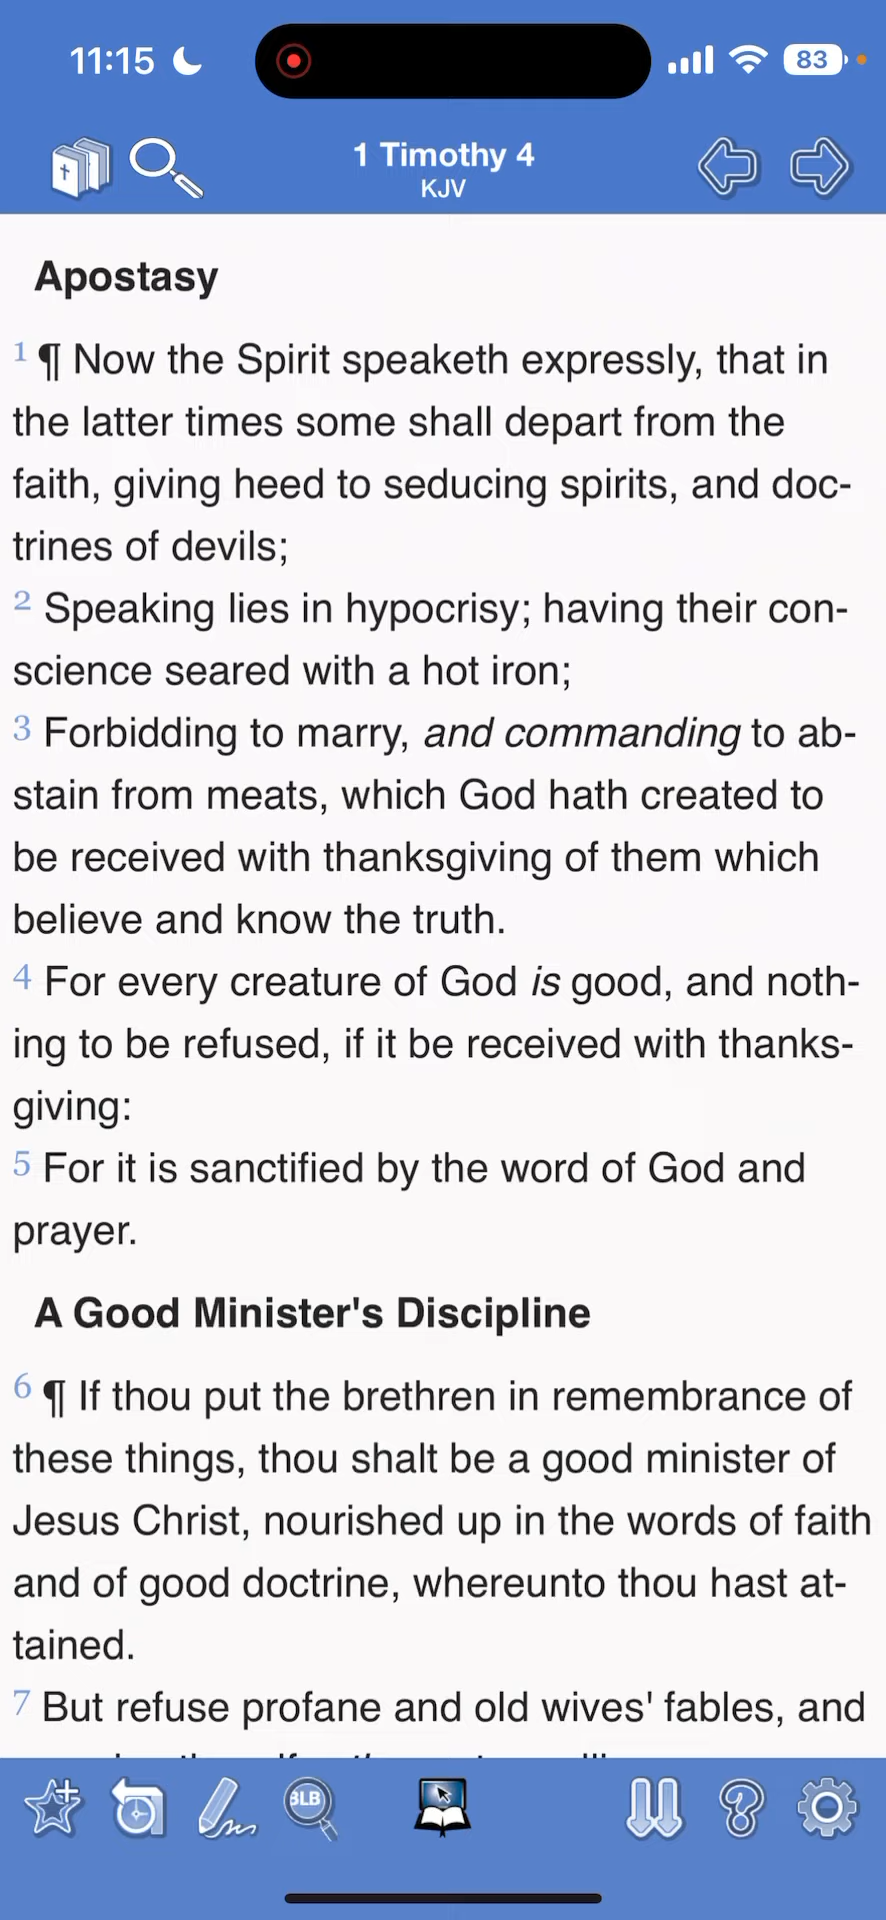 11:15
83
1 Timothy 4
KJV
Apostasy
1 ¶ Now the Spirit speaketh expressly, that in
the latter times some shall depart from the
faith, giving heed to seducing spirits, and doc-
trines of devils;
2 Speaking lies in hypocrisy; having their con-
science seared with a hot iron;
3 Forbidding to marry, and commanding to ab-
stain from meats, which God hath created to
be received with thanksgiving of them which
believe and know the truth.
4 For every creature of God is good, and noth-
ing to be refused, if it be received with thanks-
giving:
5 For it is sanctified by the word of God and
prayer.
A Good Minister's Discipline
6 ¶ If thou put the brethren in remembrance of
these things, thou shalt be a good minister of
Jesus Christ, nourished up in the words of faith
and of good doctrine, whereunto thou hast at-
tained.
7 But refuse profane and old wives' fables, and
BLB